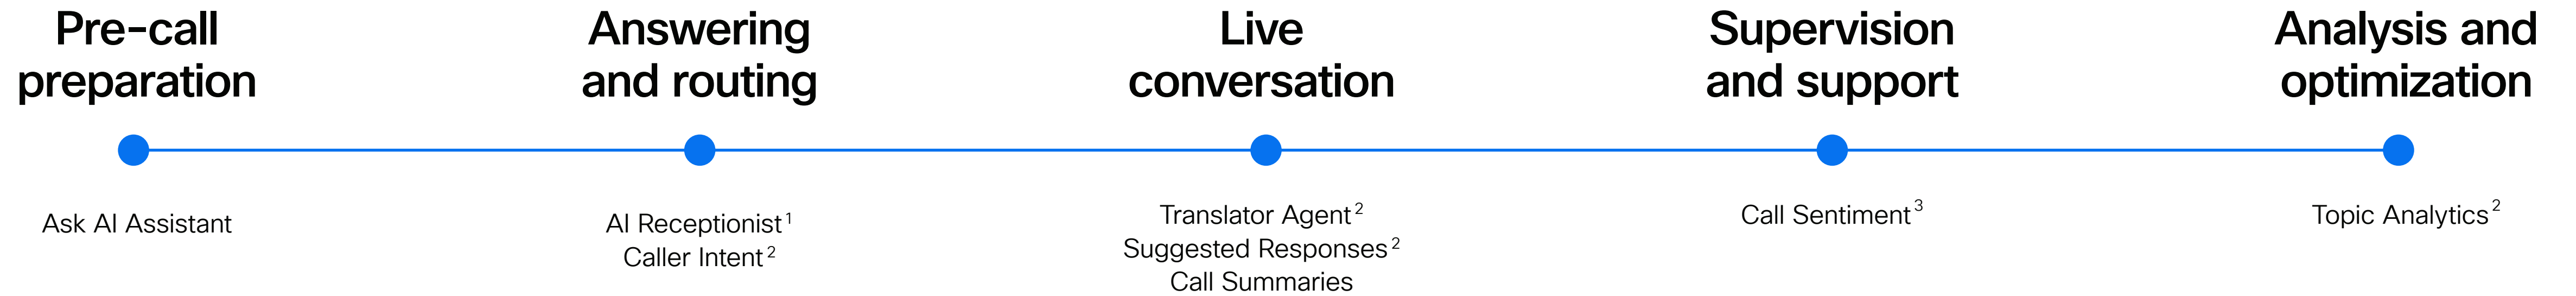 Pre-call
preparation
Ask AI Assistant
Answering
and routing
AI Receptionist¹
Caller Intent²
Live
conversation
Translator Agent²
Suggested Responses²
Call Summaries
Supervision
and support
Call Sentiment³
Analysis and
optimization
Topic Analytics²